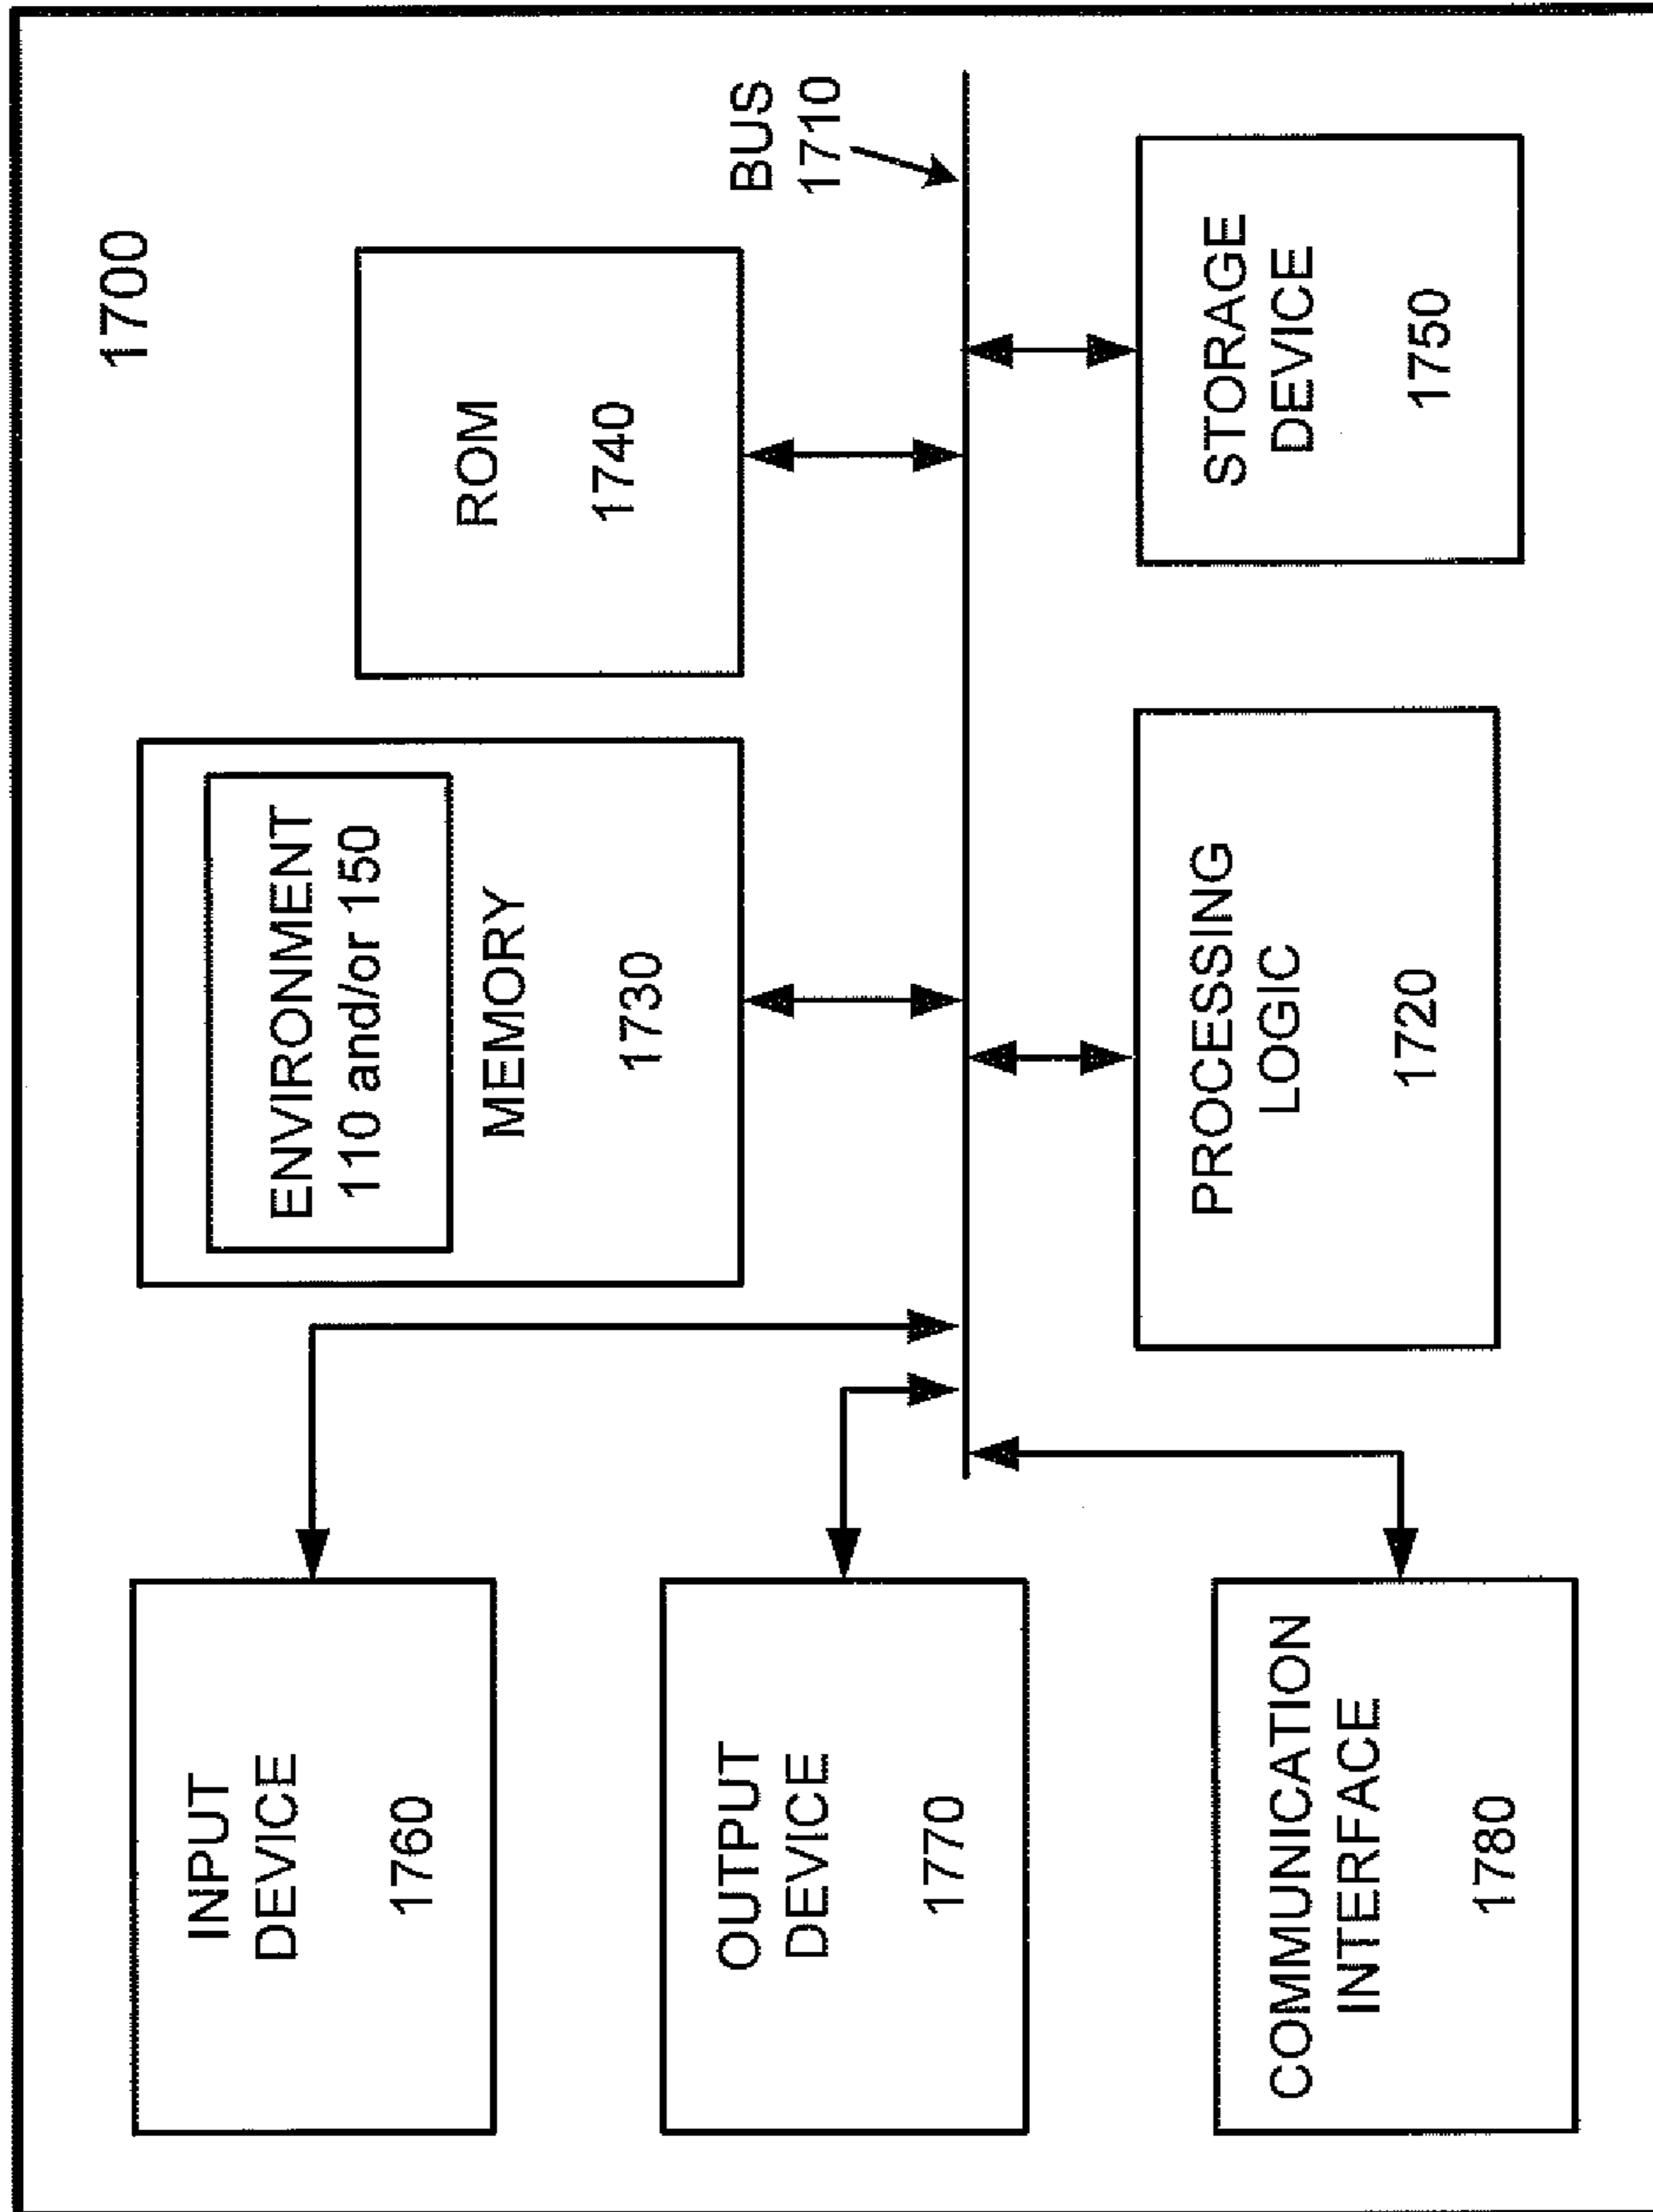 1700
INPUT
DEVICE
1760
ENVIRONMENT
110 and/or 150
MEMORY
1730
ROM
1740
OUTPUT
DEVICE
1770
BUS
1710
COMMUNICATION
INTERFACE
1780
PROCESSING
LOGIC
1720
STORAGE
DEVICE
1750